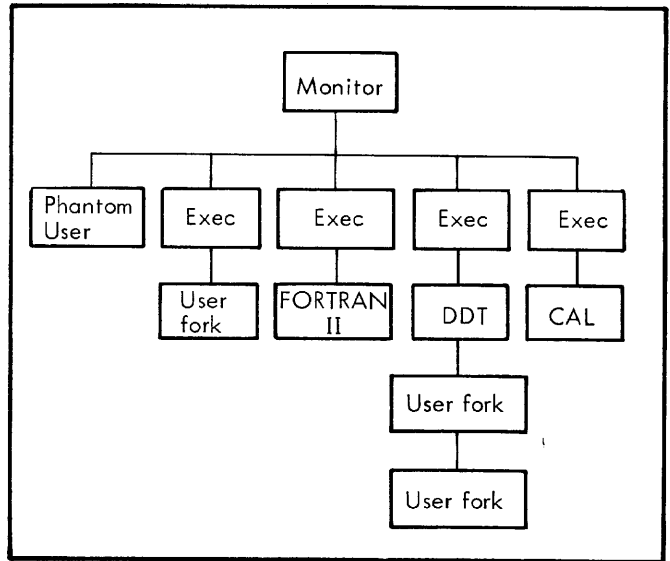 Monitor
Phantom
User
Exec
Exec
Exec
Exec
User
fork
FORTRAN
II
DDT
CAL
User fork
User fork